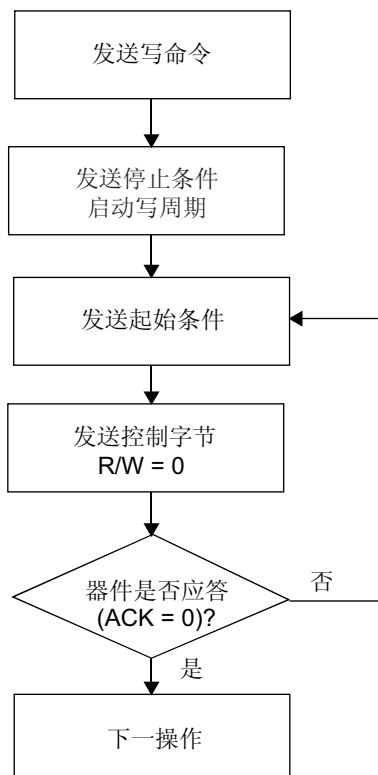 发送写命令
发送停止条件
启动写周期
发送起始条件
发送控制字节
R/W = 0
器件是否应答
(ACK = 0)?
否
是
下一操作